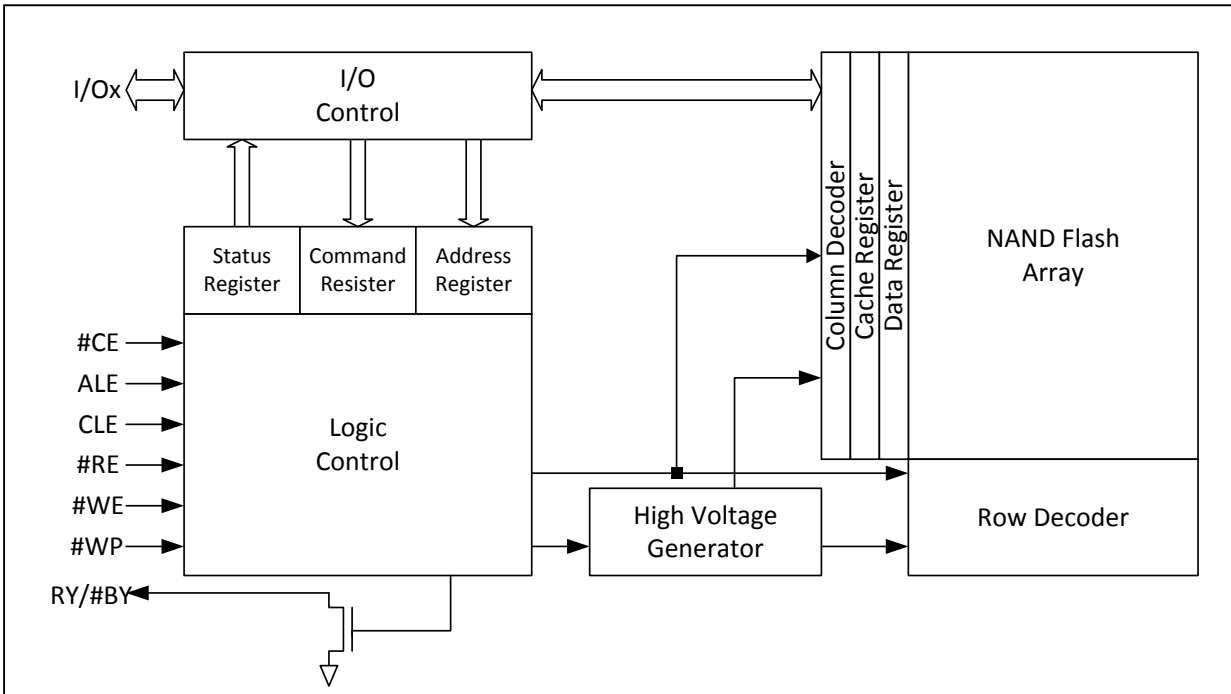 I/Ox
I/O
Control
Status
Register
Command
Resister
Address
Register
#CE
ALE
CLE
#RE
#WE
#WP
RY/#BY
Logic
Control
High Voltage
Generator
Column Decoder
Cache Register
Data Register
NAND Flash
Array
Row Decoder